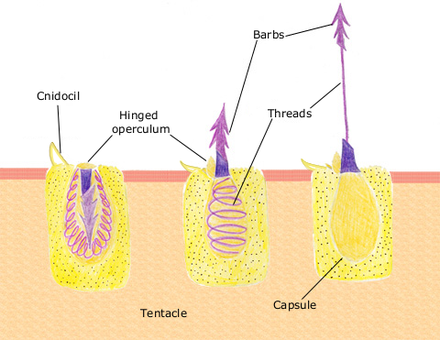 Barbs
Cnidocil
Hinged
operculum
Threads
Capsule
Tentacle